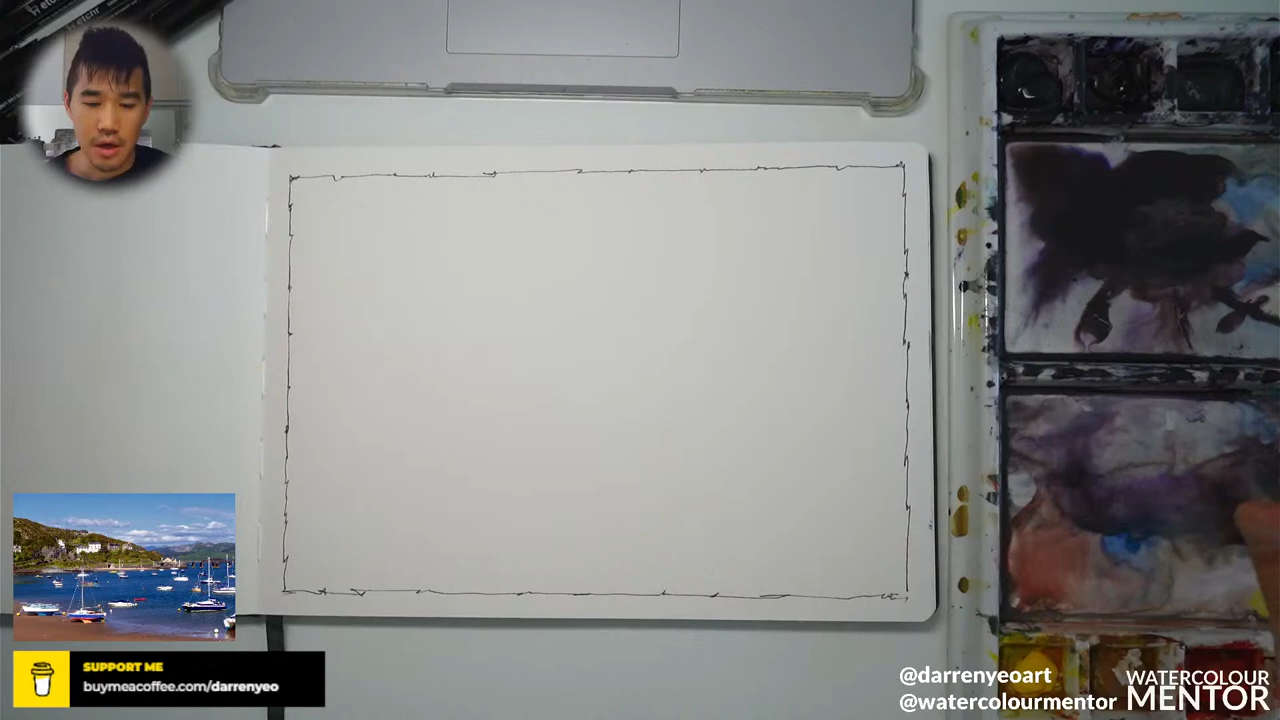 SUPPORT ME
buymeacoffee.com/darrenyeo
@darrenyeoart
@watercolourmentor
WATERCOLOUR
MENTOR